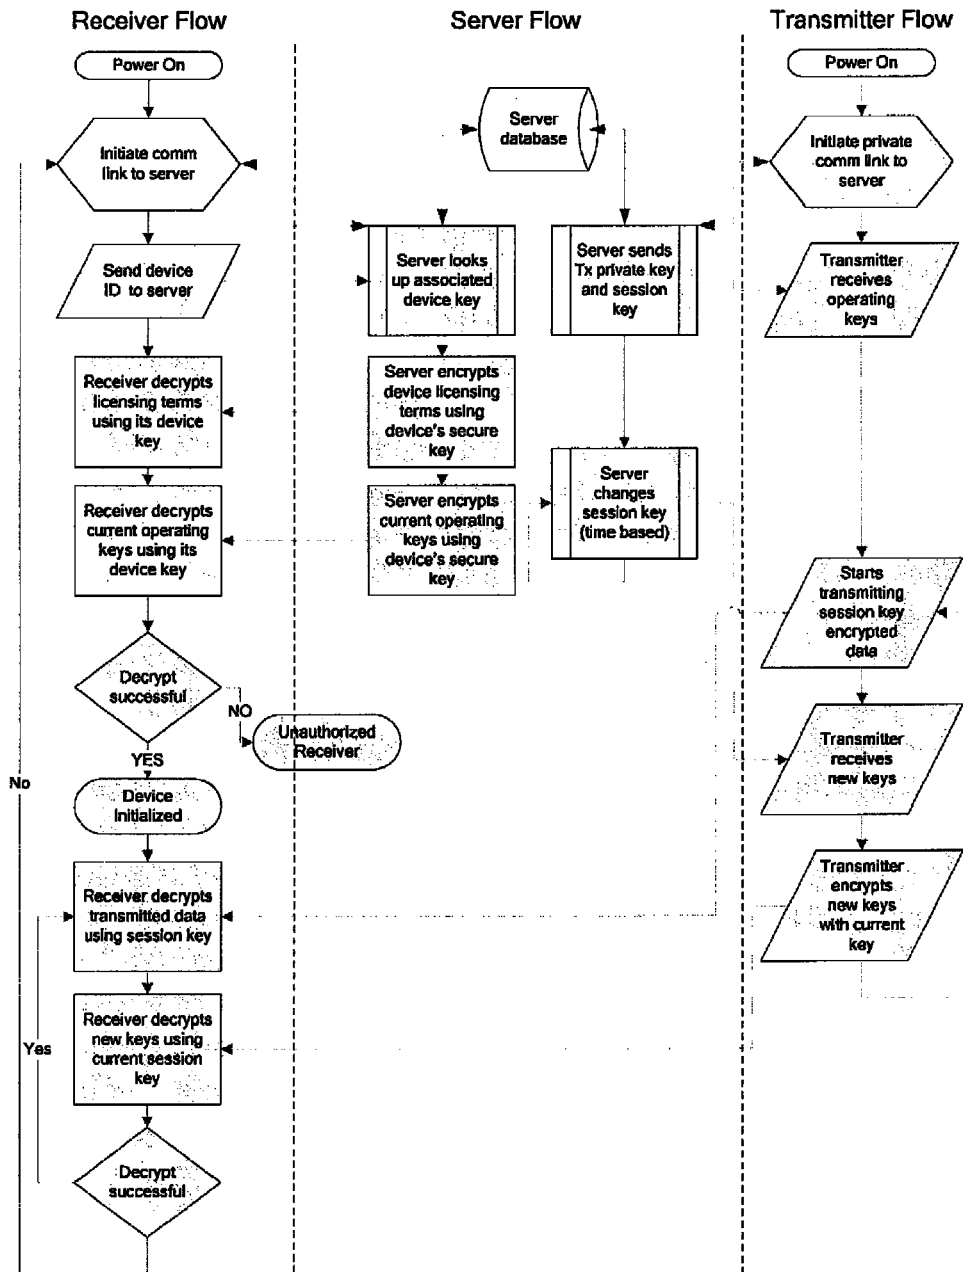 Receiver Flow
Power On
Initiate comm
link to server
Send device
ID to server
Receiver decrypts
licensing terms
using its device
key
Receiver decrypts
current operating
keys using its
device key
Decrypt
successful
NO
Unauthorized
Receiver
YES
No
Device
Initialized
Receiver decrypts
transmitted data
using session key
Receiver decrypts
new keys using
current session
key
Yes
Decrypt
successful
Server Flow
Server
database
Server looks
up associated
device key
Server sends
Tx private key
and session
key
Server encrypts
device licensing
terms using
device's secure
key
Server encrypts
current operating
keys using
device's secure
key
Server
changes
session key
(time based)
Transmitter Flow
Power On
Initiate private
comm link to
server
Transmitter
receives
operating
keys
Starts
transmitting
session key
encrypted
data
Transmitter
receives
new keys
Transmitter
encrypts
new keys
with current
key